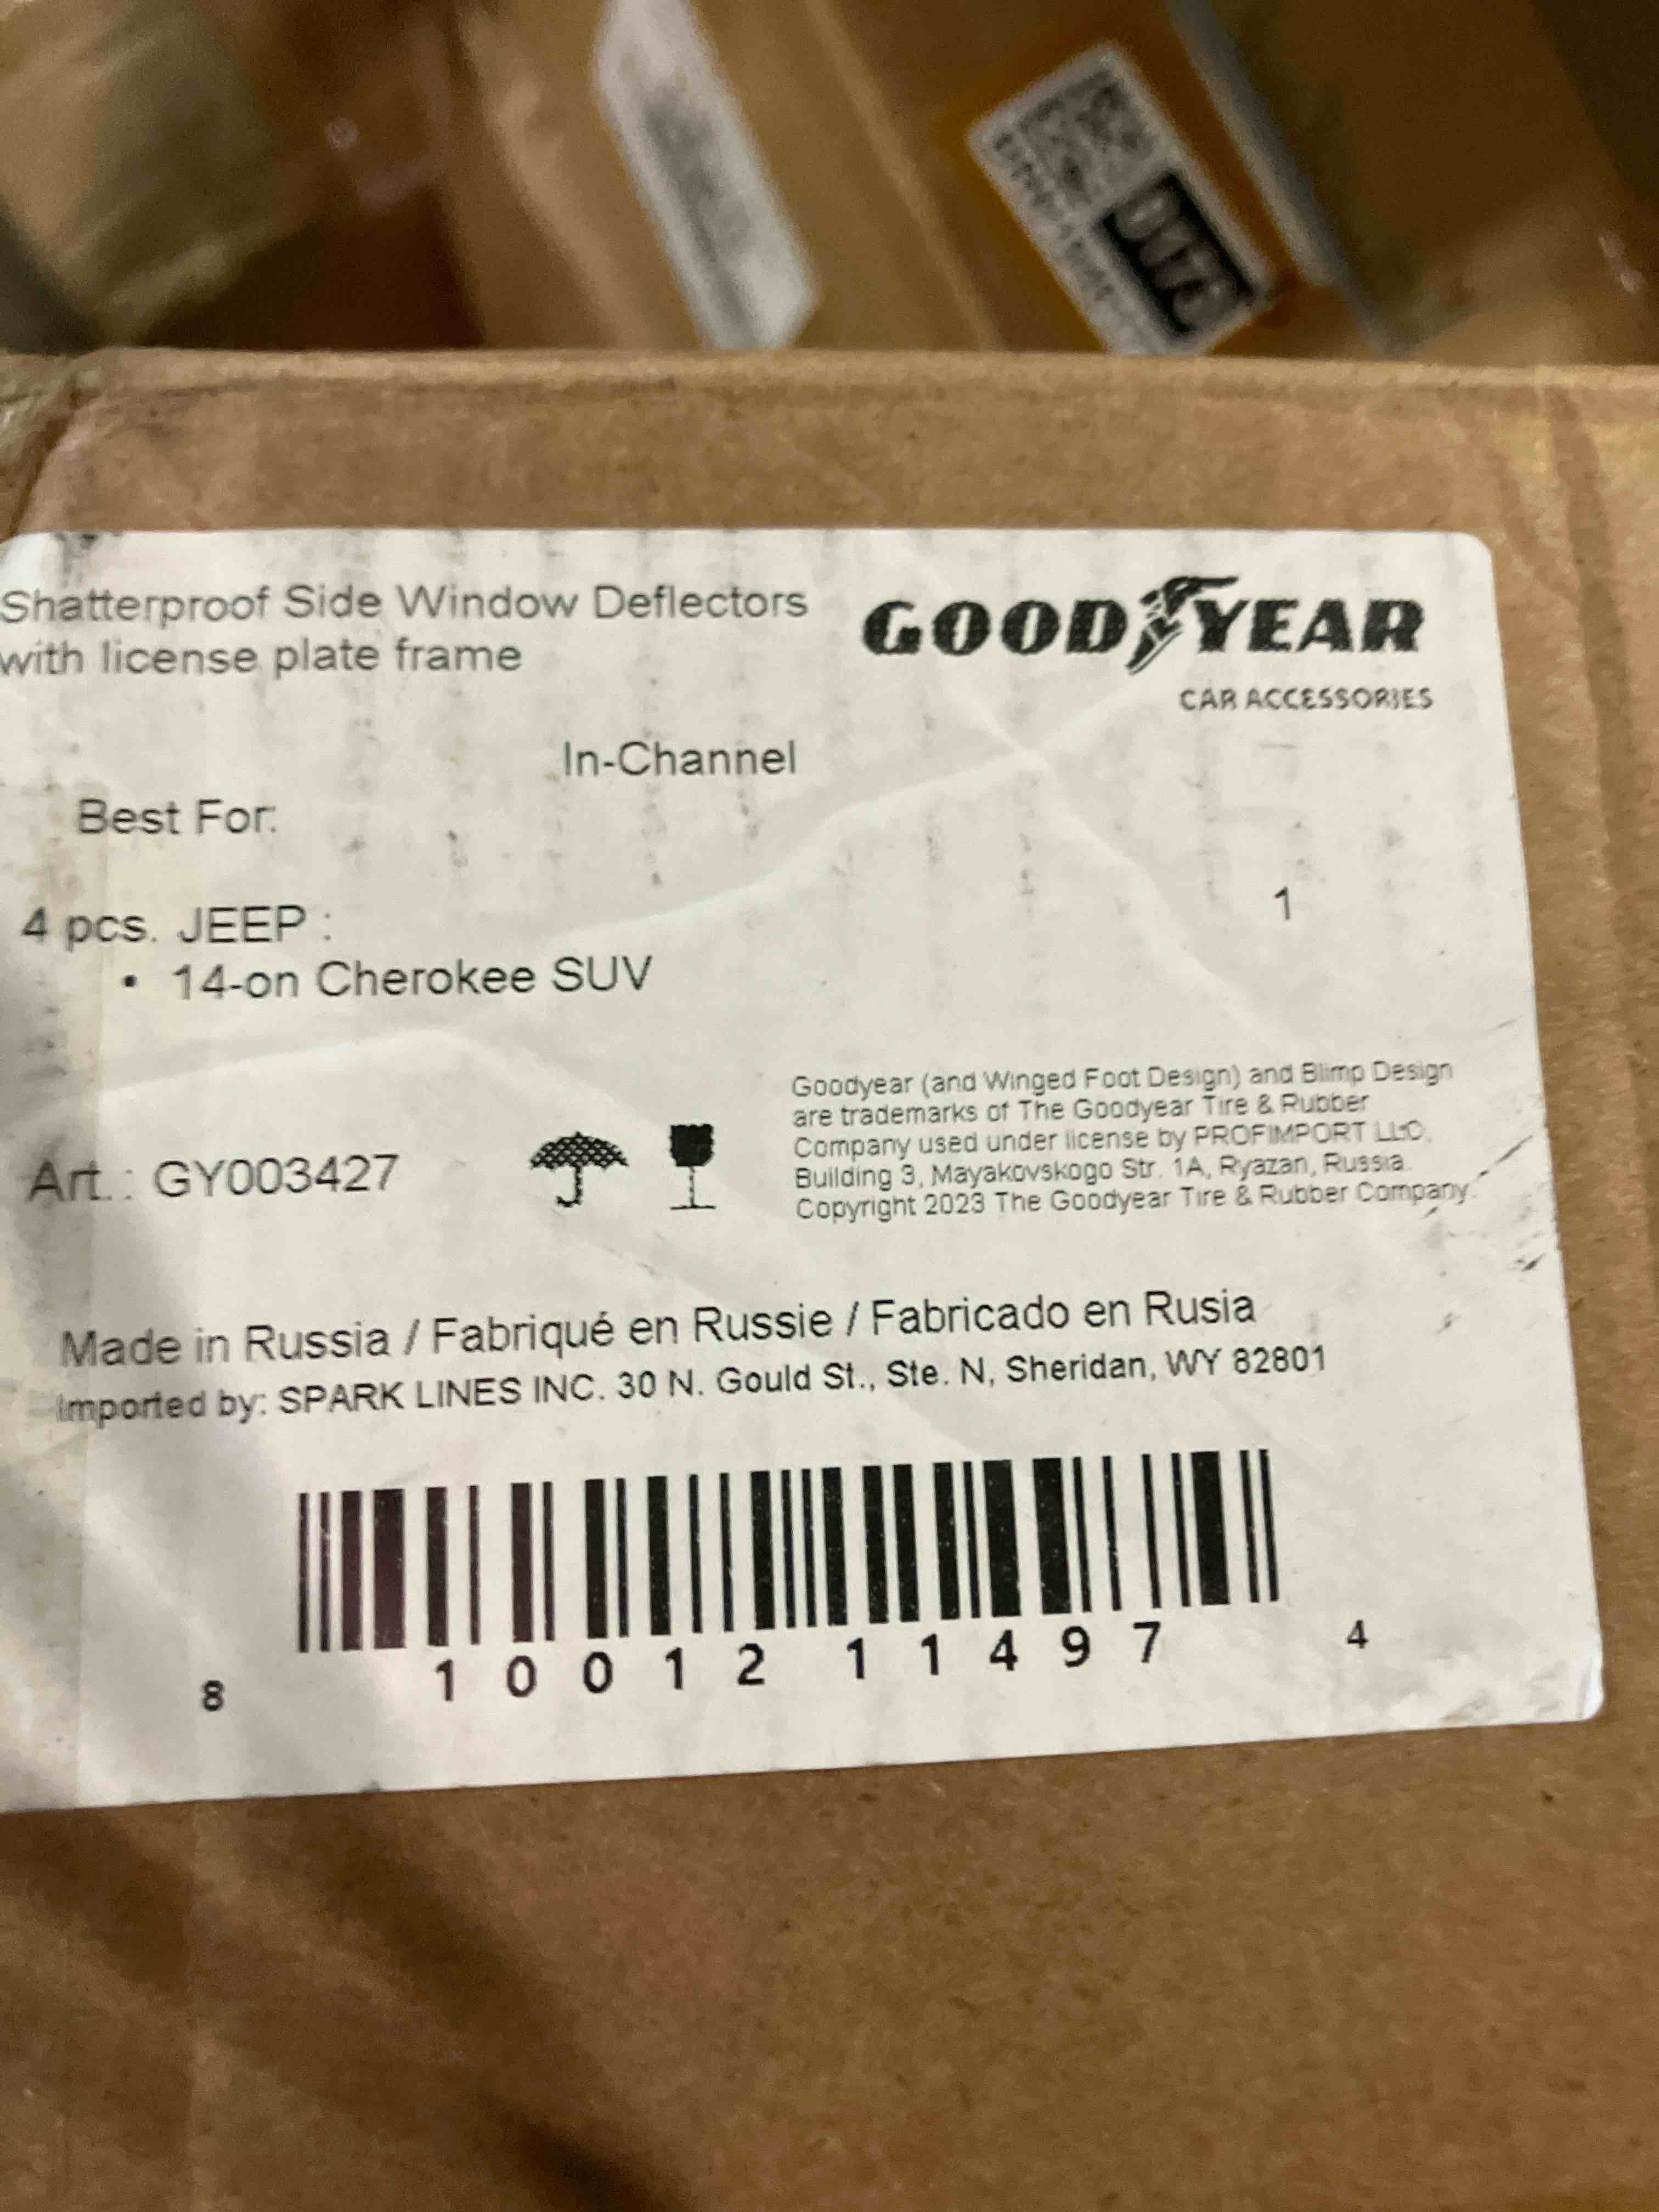 Shatterproof Side Window Deflectors
with license plate frame
GOODYEAR
CAR ACCESSORIES
In-Channel
Best For:
4 pcs. JEEP :
1
• 14-on Cherokee SUV
Goodyear (and Winged Foot Design) and Blimp Design
are trademarks of The Goodyear Tire & Rubber
Company used under license by PROFIMPORT LLC,
Building 3, Mayakovskogo Str. 1A, Ryazan, Russia.
Copyright 2023 The Goodyear Tire & Rubber Company.
Art.: GY003427
Made in Russia / Fabriqué en Russie / Fabricado en Rusia
Imported by: SPARK LINES INC. 30 N. Gould St., Ste. N, Sheridan, WY 82801
8 10012 11497 4